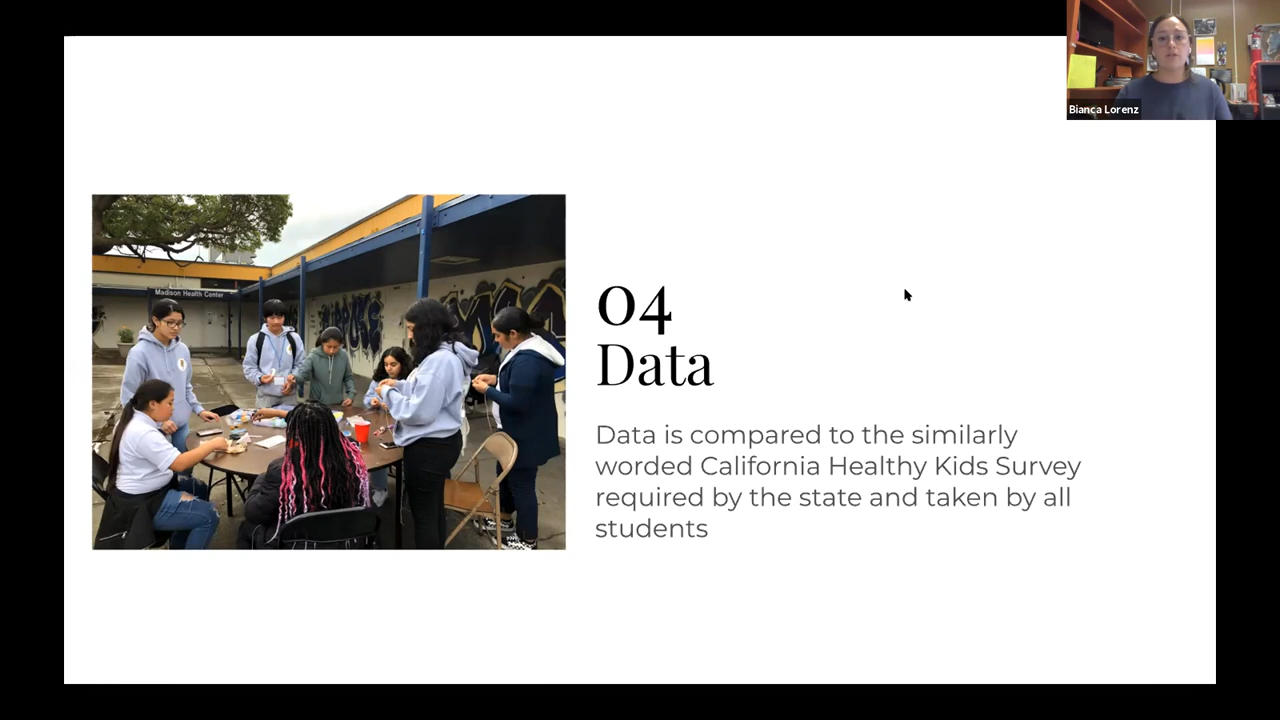 Bianca Lorenz
Madison Health Center
04
Data
Data is compared to the similarly
worded California Healthy Kids Survey
required by the state and taken by all
students